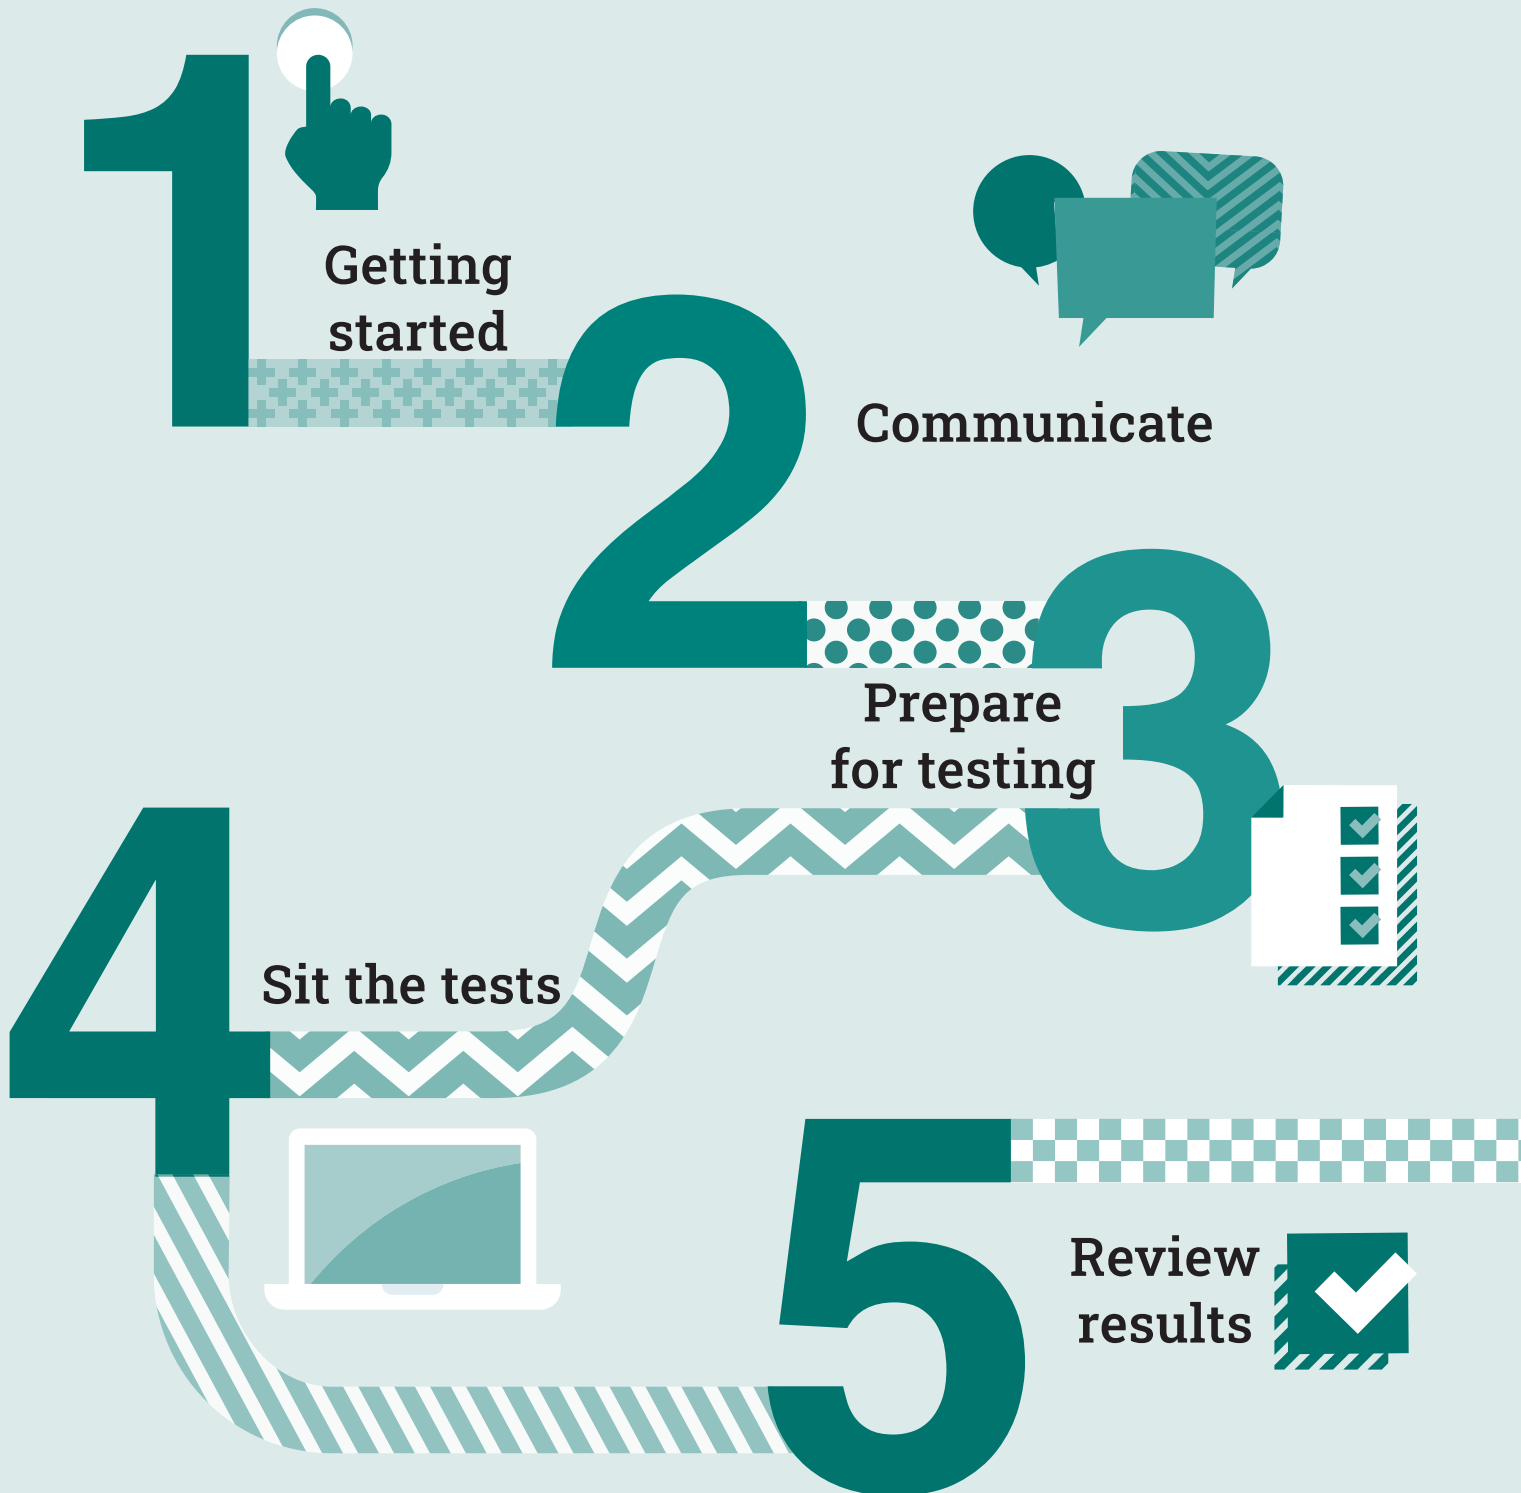 1
Getting
started
2
Communicate
3
Prepare
for testing
4
Sit the tests
5
Review
results